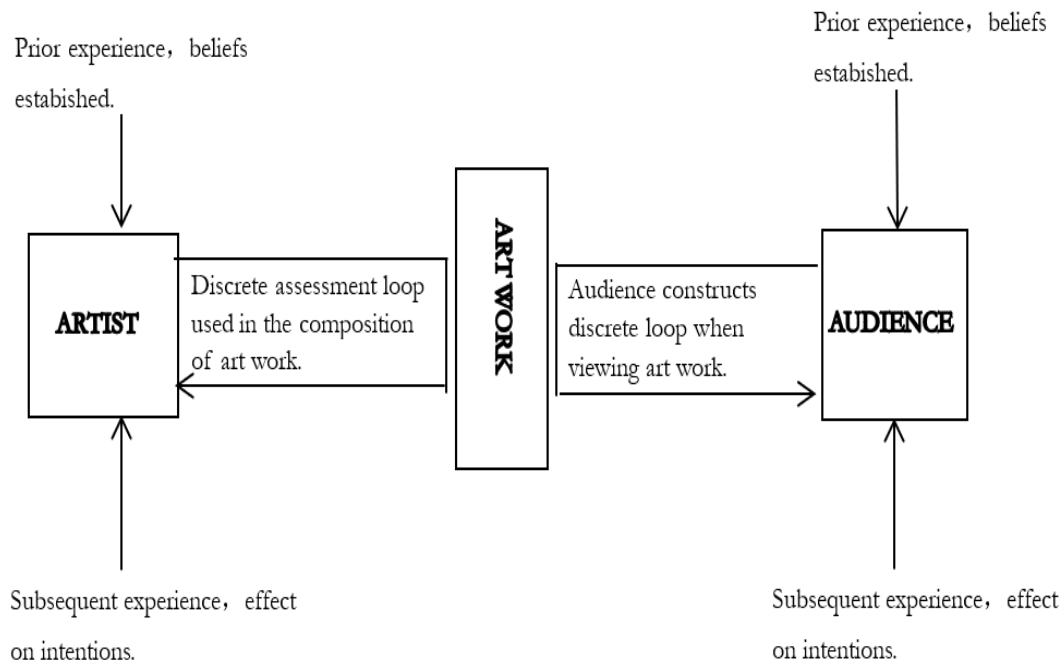 Prior experience，beliefs
estabished.
Prior experience，beliefs
estabished.
ARTIST
Discrete assessment loop
used in the composition
of art work.
ART WORK
Audience constructs
discrete loop when
viewing art work.
AUDIENCE
Subsequent experience，effect
on intentions.
Subsequent experience，effect
on intentions.